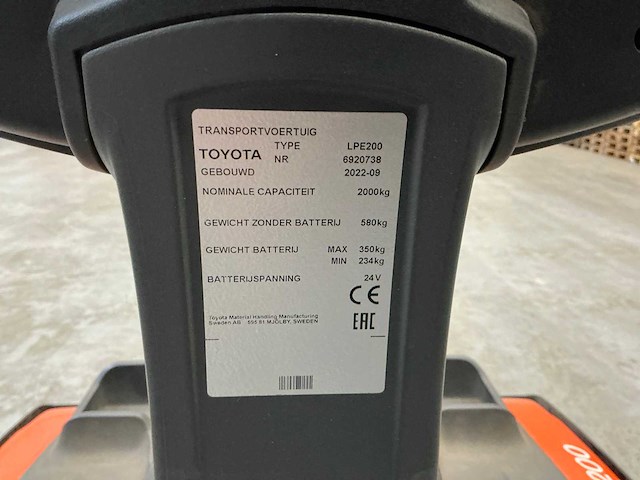 TRANSPORTVOERTUIG
TOYOTA TYPE LPE200
NR 6920738
GEBOUWD 2022-09
NOMINALE CAPACITEIT 2000kg
GEWICHT ZONDER BATTERIJ 580kg
GEWICHT BATTERIJ MAX 350kg
MIN 234kg
BATTERIJSPANNING 24V
CE
Toyota Material Handling Manufacturing
Sweden AB 595 81 MJÖLBY, SWEDEN
EAC
200